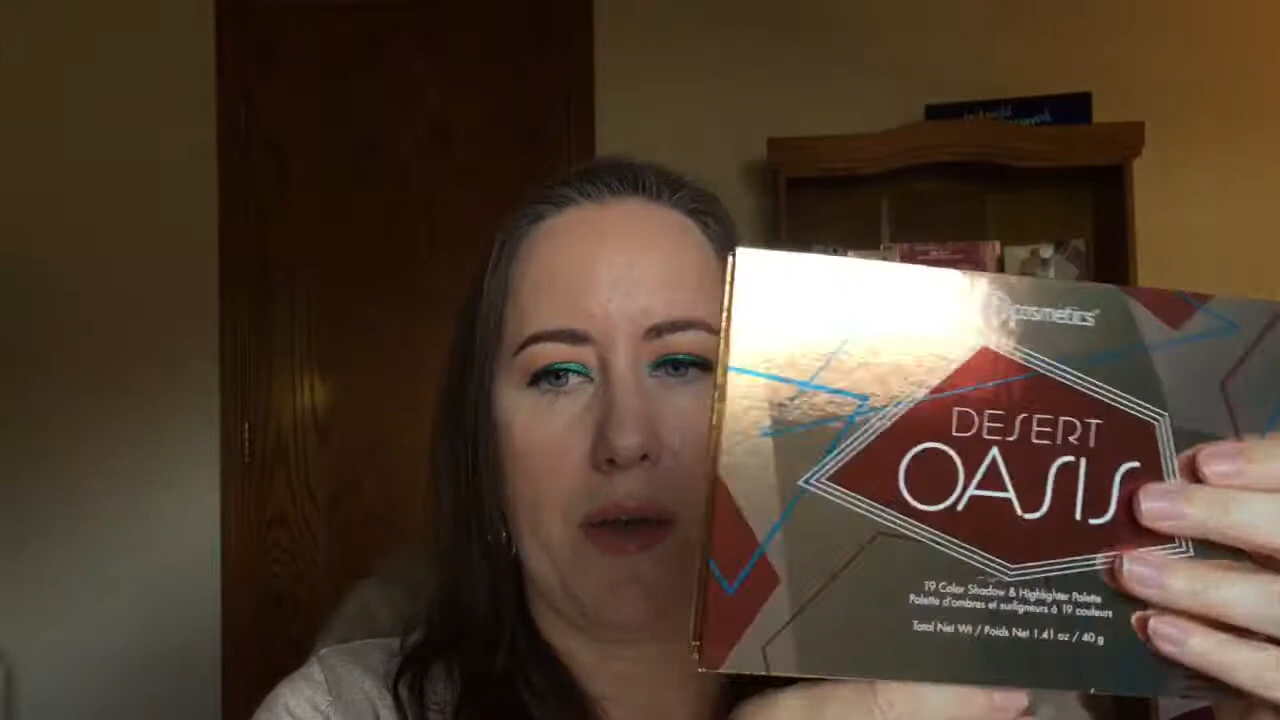 cosmetics
DESERT
OASIS
19 Color Shadow & Highlighter Palette
Palette d'ombres et surligneurs à 19 couleurs
Total Net Wt / Poids Net 1.41 oz / 40 g